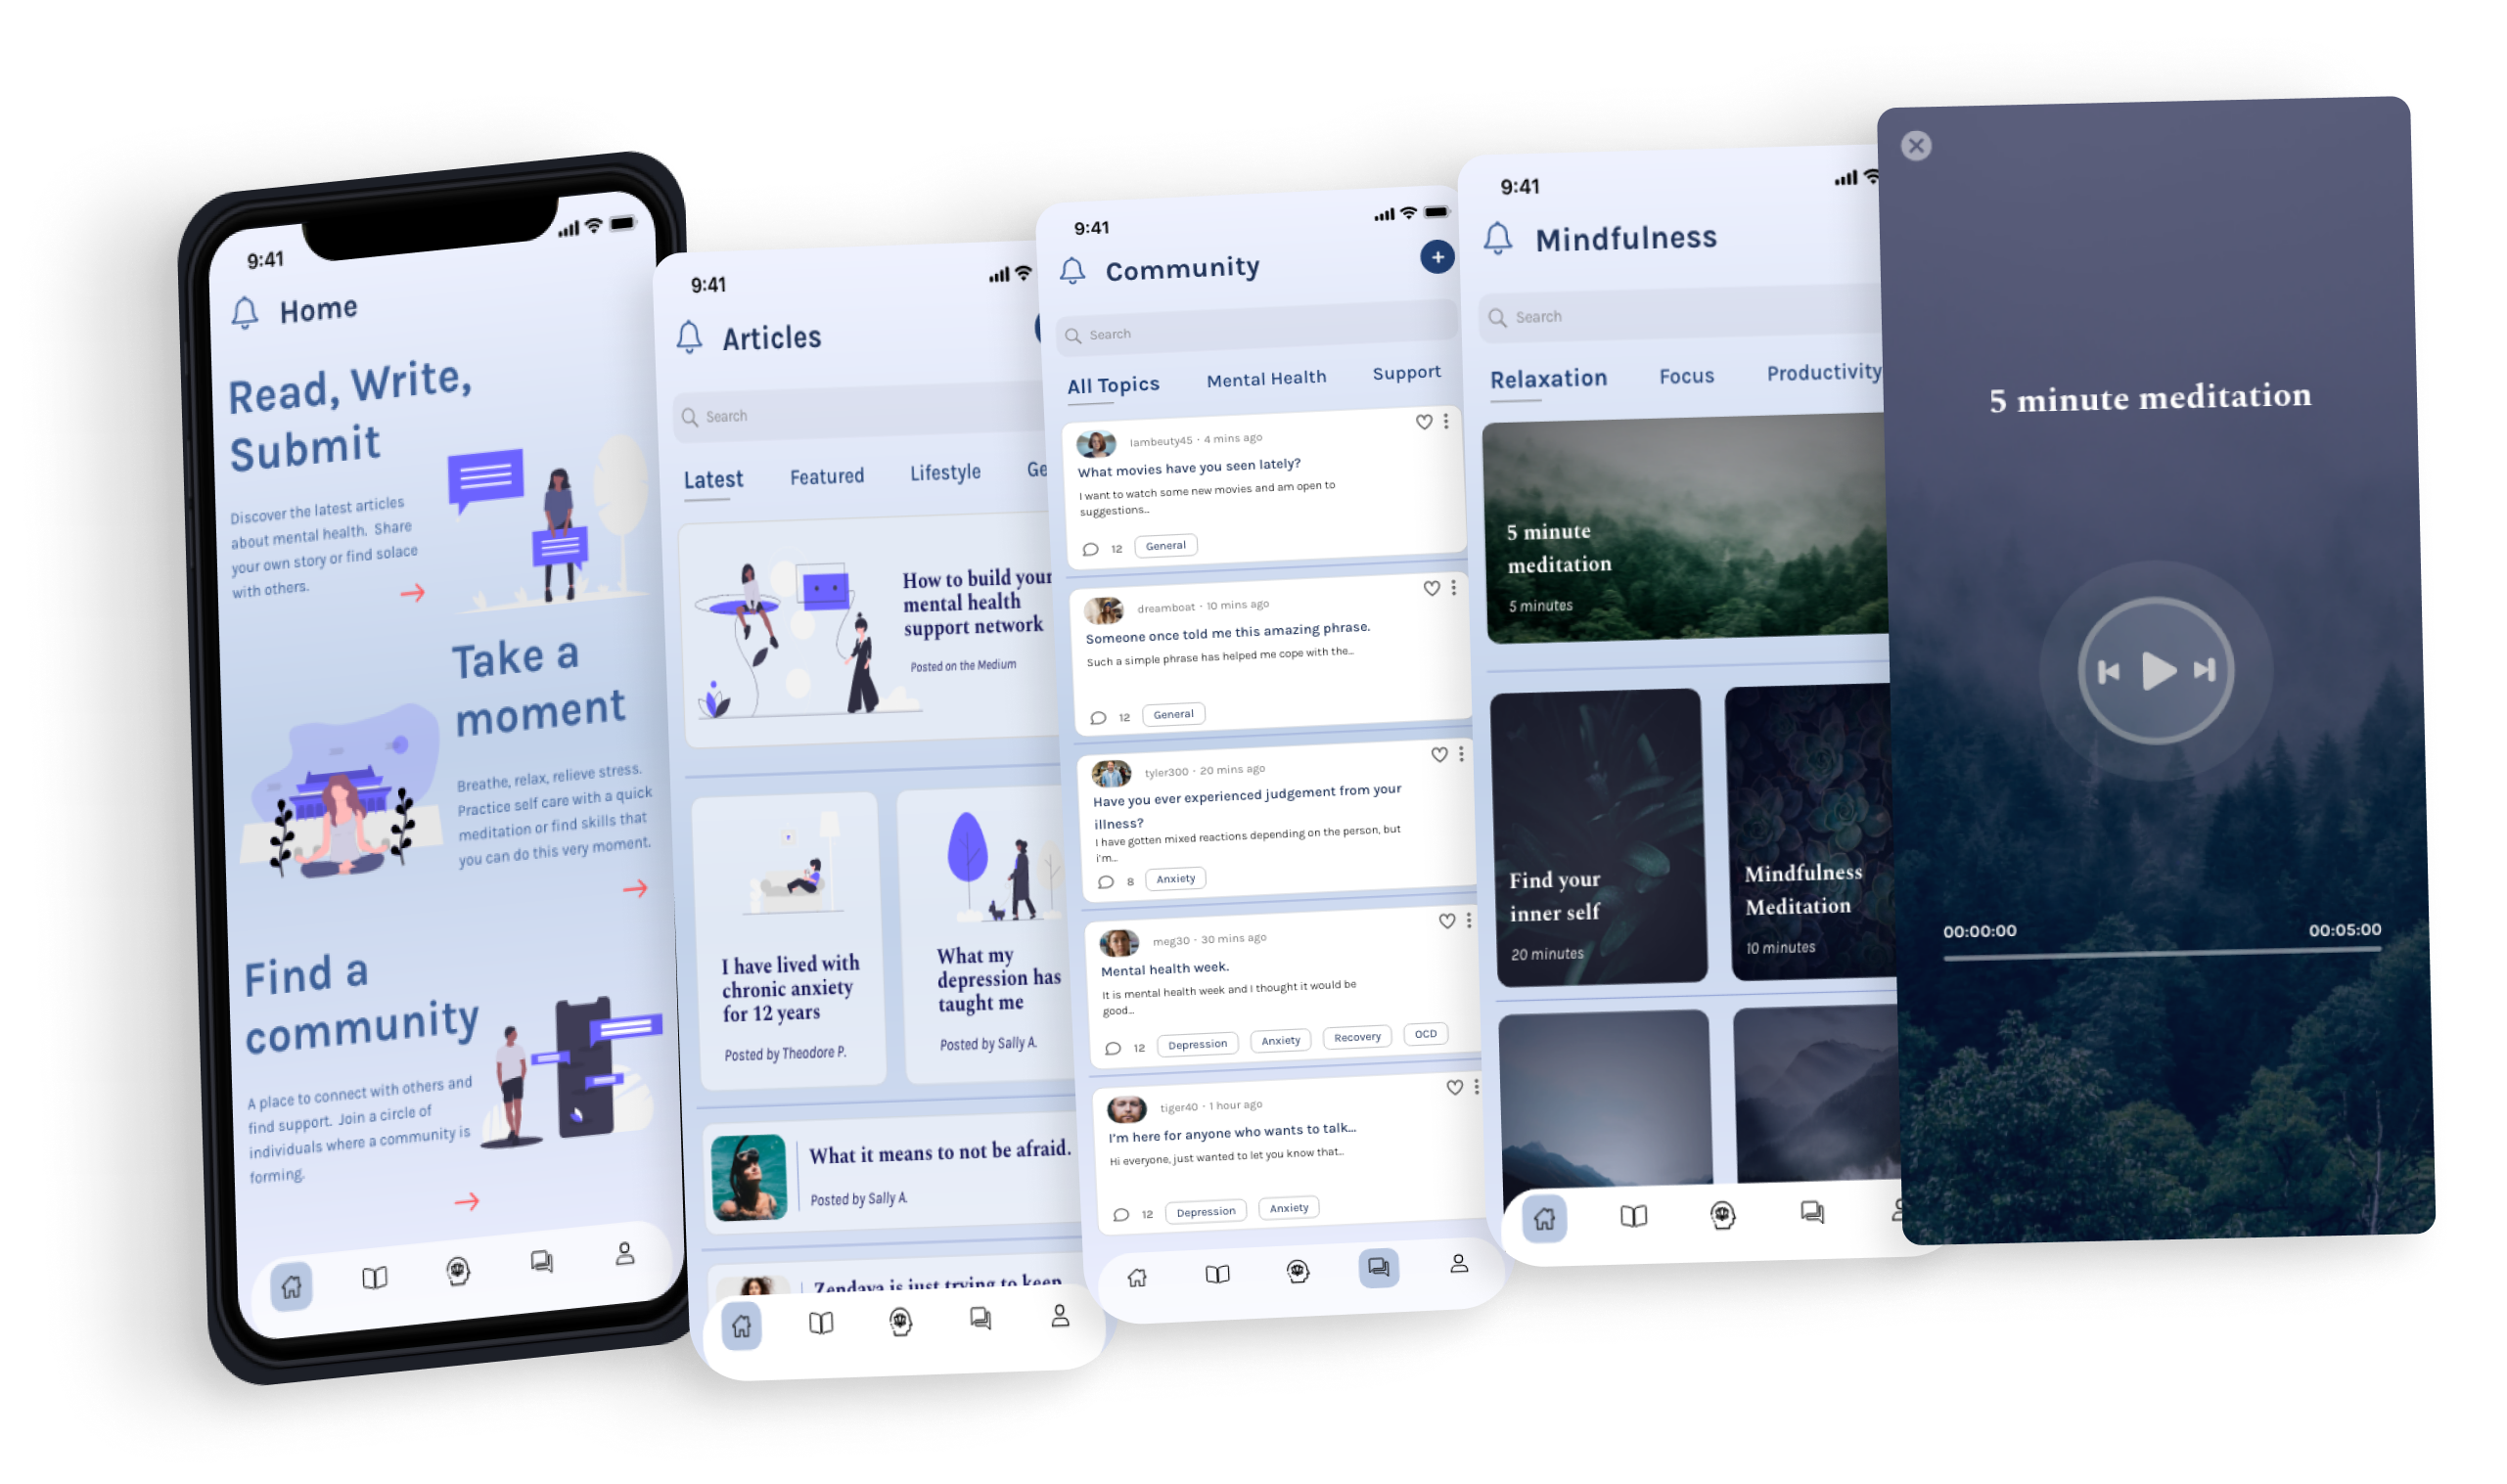 9:41
Home
Read, Write,
Submit
Discover the latest articles
about mental health. Share
your own story or find solace
with others.
Take a
moment
Breathe, relax, relieve stress.
Practice self care with a quick
meditation or find skills that
you can do this very moment.
Find a
community
A place to connect with others and
find support. Join a circle of
individuals where a community is
forming.
9:41
Articles
Search
Latest Featured Lifestyle Ge
How to build your
mental health
support network
Posted on the Medium
I have lived with
chronic anxiety
for 12 years
Posted by Theodore P.
What my
depression has
taught me
Posted by Sally A.
What it means to not be afraid.
Posted by Sally A.
Zendaya is just trying to keep
9:41
Community
Search
All Topics Mental Health Support
Iambeuty45 · 4 mins ago
What movies have you seen lately?
I want to watch some new movies and am open to
suggestions...
12 General
dreamboat · 10 mins ago
Someone once told me this amazing phrase.
Such a simple phrase has helped me cope with the...
12 General
tyler300 · 20 mins ago
Have you ever experienced judgement from your
illness?
I have gotten mixed reactions depending on the person, but
i'm...
8 Anxiety
meg30 · 30 mins ago
Mental health week.
It is mental health week and I thought it would be
good...
12 Depression Anxiety Recovery OCD
tiger40 · 1 hour ago
I'm here for anyone who wants to talk...
Hi everyone, just wanted to let you know that...
12 Depression Anxiety
9:41
Mindfulness
Search
Relaxation Focus Productivity
5 minute
meditation
5 minutes
Find your
inner self
20 minutes
Mindfulness
Meditation
10 minutes
5 minute meditation
00:00:00 00:05:00